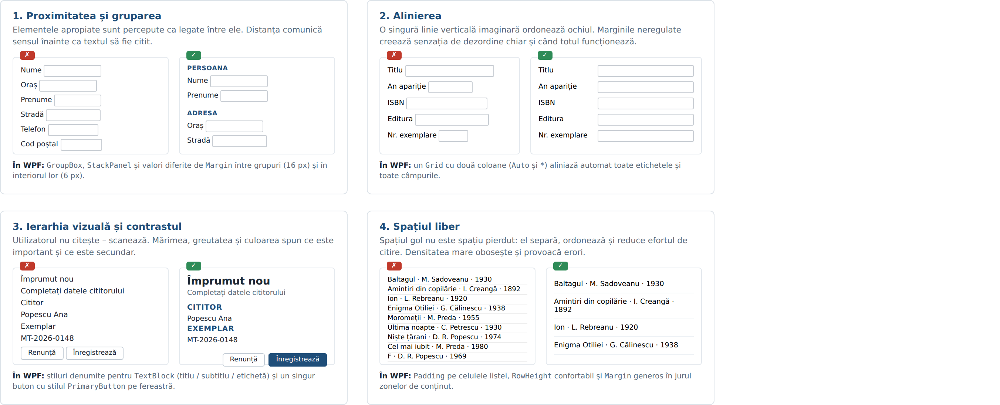 1. Proximitatea și gruparea
Elementele apropiate sunt percepute ca legate între ele. Distanța comunică
sensul înainte ca textul să fie citit.
✗
Nume
Oraș
Prenume
Stradă
Telefon
Cod poștal
✓
PERSOANA
Nume
Prenume
ADRESA
Oraș
Stradă
În WPF: GroupBox, StackPanel și valori diferite de Margin între grupuri (16 px) și în
interiorul lor (6 px).
2. Alinierea
O singură linie verticală imaginară ordonează ochiul. Marginile neregulate
creează senzația de dezordine chiar și când totul funcționează.
✗
Titlu
An apariție
ISBN
Editura
Nr. exemplare
✓
Titlu
An apariție
ISBN
Editura
Nr. exemplare
În WPF: un Grid cu două coloane (Auto și *) aliniază automat toate etichetele și
toate câmpurile.
3. Ierarhia vizuală și contrastul
Utilizatorul nu citește – scanează. Mărimea, greutatea și culoarea spun ce este
important și ce este secundar.
✗
Împrumut nou
Completați datele cititorului
Cititor
Popescu Ana
Exemplar
MT-2026-0148
Renunță Înregistrează
✓
Împrumut nou
Completați datele cititorului
CITITOR
Popescu Ana
EXEMPLAR
MT-2026-0148
Renunță Înregistrează
În WPF: stiluri denumite pentru TextBlock (titlu / subtitlu / etichetă) și un singur
buton cu stilul PrimaryButton pe fereastră.
4. Spațiul liber
Spațiul gol nu este spațiu pierdut: el separă, ordonează și reduce efortul de
citire. Densitatea mare obosește și provoacă erori.
✗
Baltagul · M. Sadoveanu · 1930
Amintiri din copilărie · I. Creangă · 1892
Ion · L. Rebreanu · 1920
Enigma Otiliei · G. Călinescu · 1938
Moromeții · M. Preda · 1955
Ultima noapte · C. Petrescu · 1930
Niște țărani · D. R. Popescu · 1974
Cel mai iubit · M. Preda · 1980
F · D. R. Popescu · 1969
✓
Baltagul · M. Sadoveanu · 1930
Amintiri din copilărie · I. Creangă ·
1892
Ion · L. Rebreanu · 1920
Enigma Otiliei · G. Călinescu · 1938
În WPF: Padding pe celulele listei, RowHeight confortabil și Margin generos în jurul
zonelor de conținut.